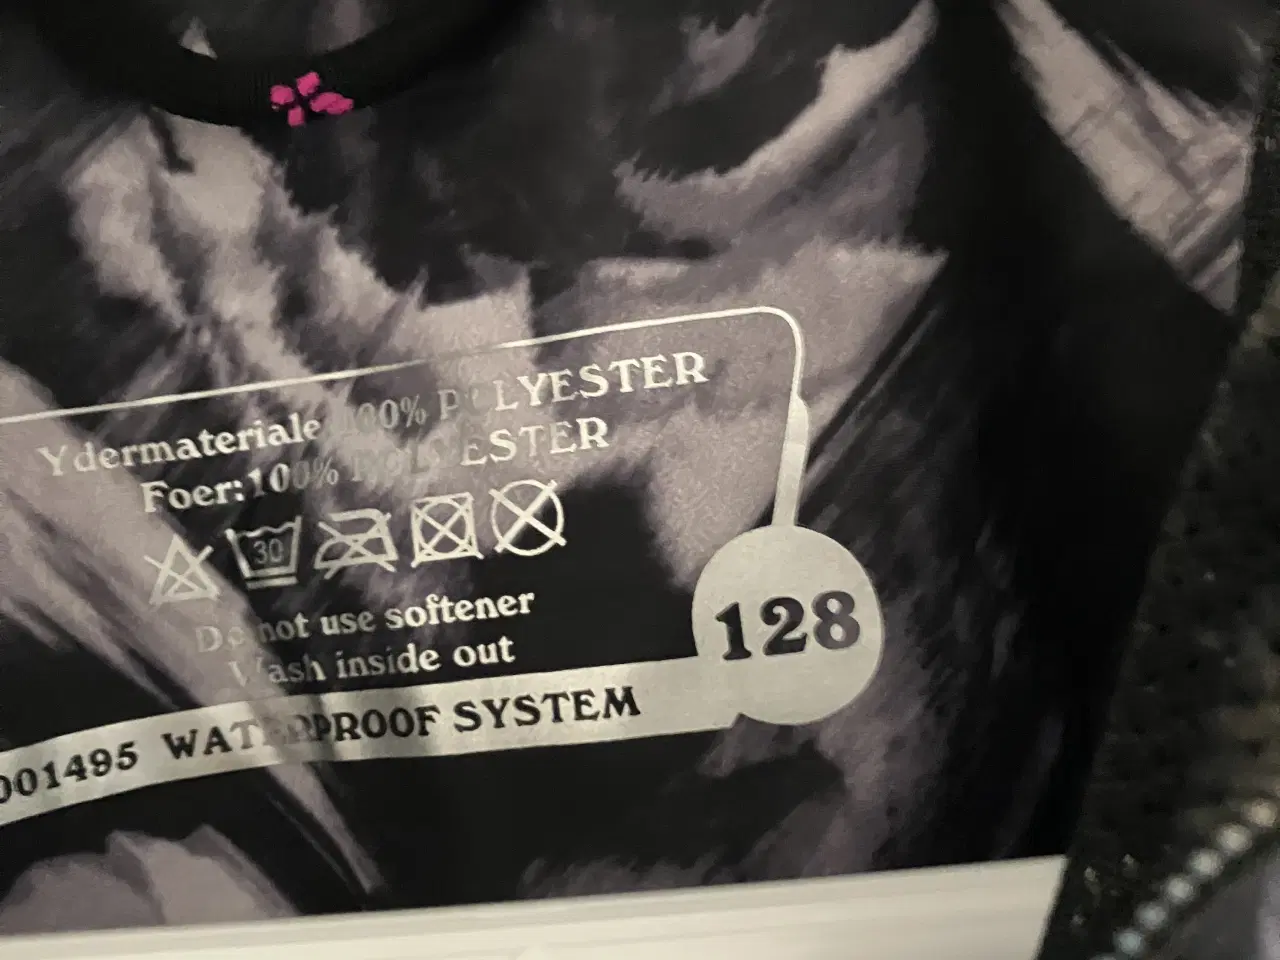 Ydermateriale 100% POLYESTER
Foer: 100% POLYESTER
30
Do not use softener
Wash inside out
128
001495 WATERPROOF SYSTEM